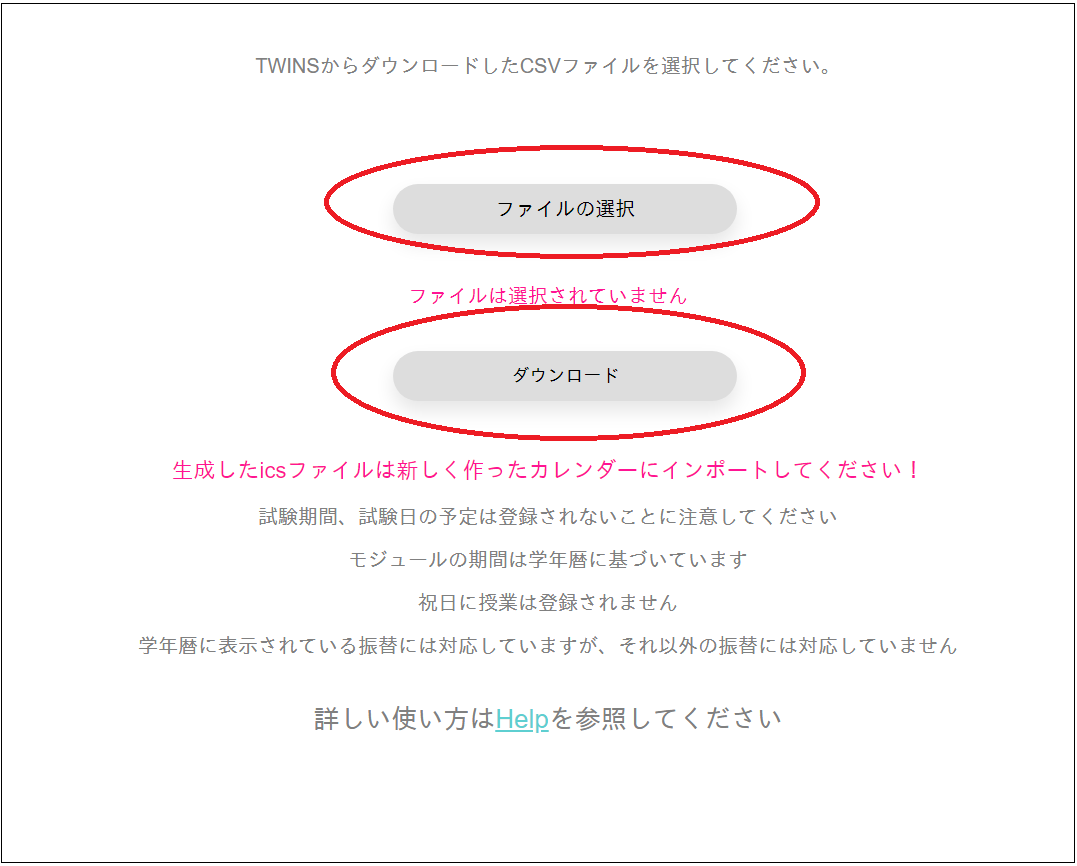 TWINSからダウンロードしたCSVファイルを選択してください。
ファイルの選択
ファイルは選択されていません
ダウンロード
生成したicsファイルは新しく作ったカレンダーにインポートしてください！
試験期間、試験日の予定は登録されないことに注意してください
モジュールの期間は学年暦に基づいています
祝日に授業は登録されません
学年暦に表示されている振替には対応していますが、それ以外の振替には対応していません
詳しい使い方はHelpを参照してください